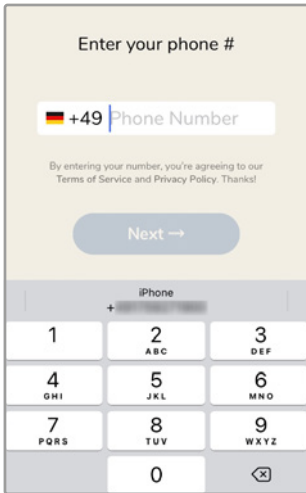 Enter your phone #
+49 Phone Number
By entering your number, you're agreeing to our
Terms of Service and Privacy Policy. Thanks!
Next →
iPhone
+
1
2
ABC
3
DEF
4
GHI
5
JKL
6
MNO
7
PQRS
8
TUV
9
WXYZ
0